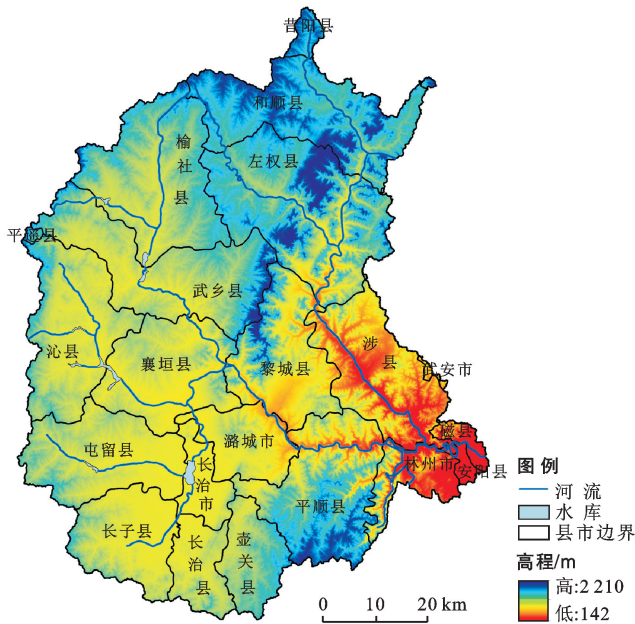 昔阳县
和顺县
榆社县
左权县
平遥县
武乡县
涉县
沁县
襄垣县
黎城县
武安市
潞城市
磁县
屯留县
林州市
安阳县
长治市
平顺县
长子县
长治县
壶关县
图例
河流
水库
县市边界
高程/m
高:2 210
低:142
0 10 20 km